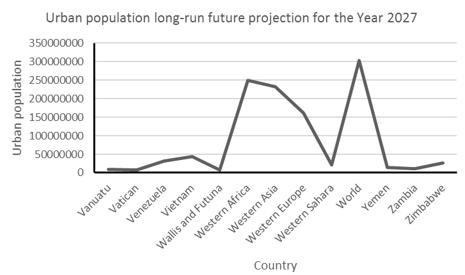 Urban population long-run future projection for the Year 2027
Urban population
350000000
300000000
250000000
200000000
150000000
100000000
50000000
0
Vanuatu
Vatican
Venezuela
Vietnam
Wallis and Futuna
Western Africa
Western Asia
Western Europe
Western Sahara
World
Yemen
Zambia
Zimbabwe
Country